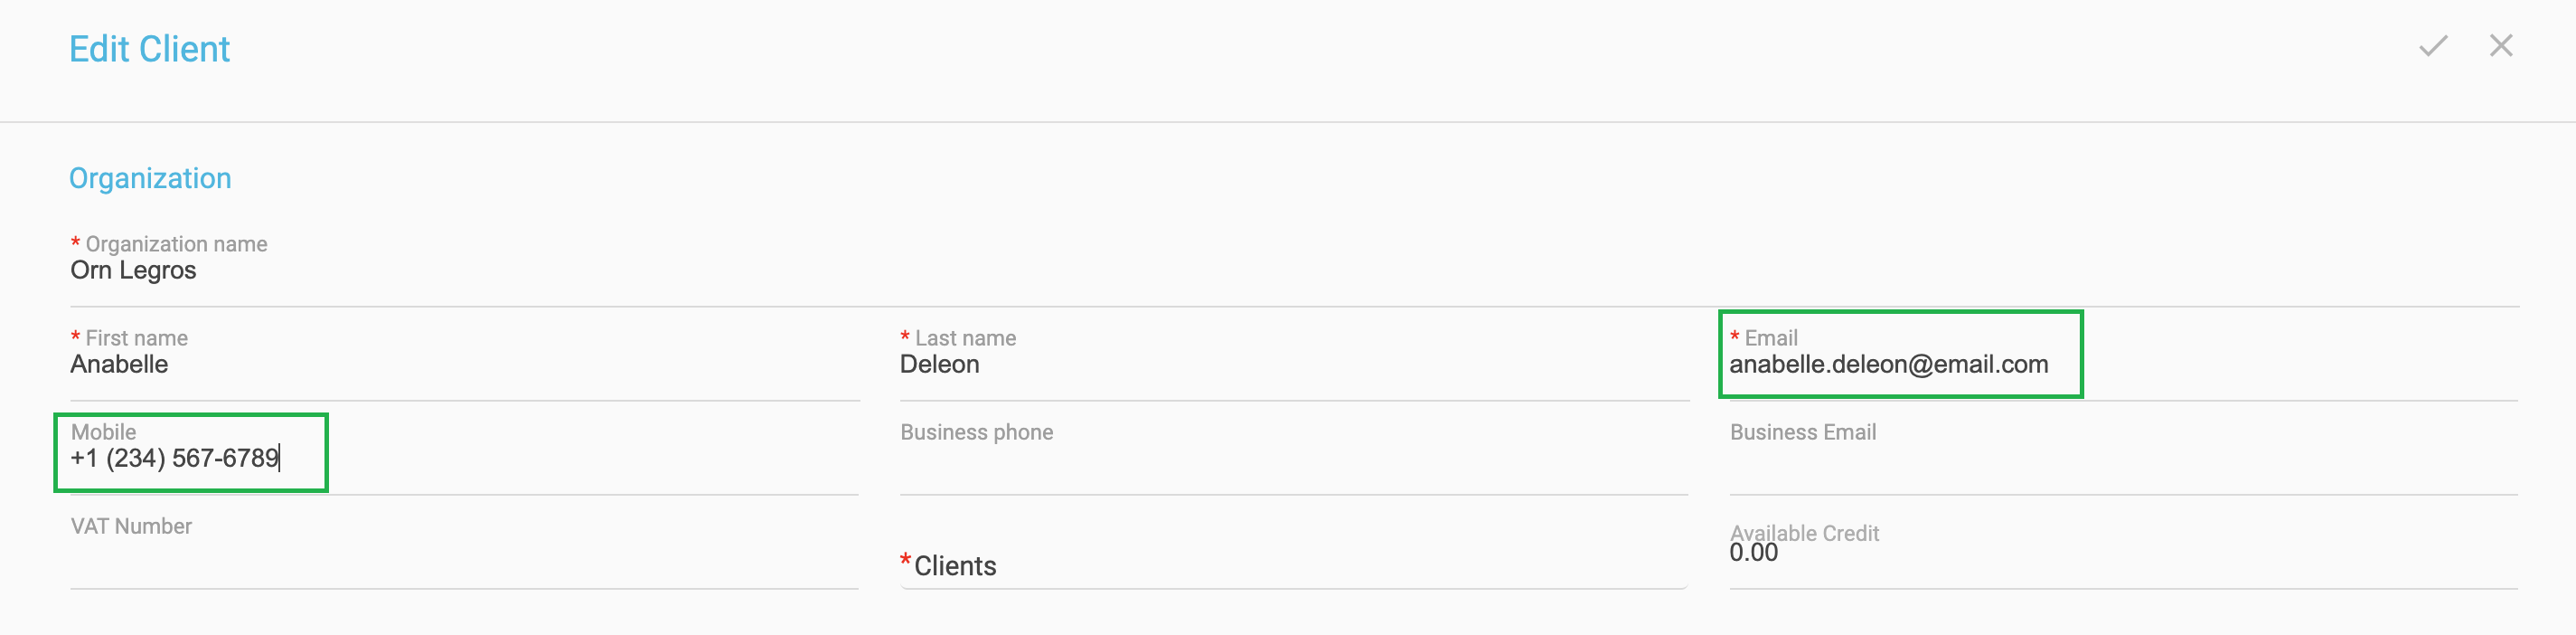 Edit Client
Organization
* Organization name
Orn Legros
* First name
Anabelle
* Last name
Deleon
* Email
anabelle.deleon@email.com
Mobile
+1 (234) 567-6789
Business phone
Business Email
VAT Number
*Clients
Available Credit
0.00